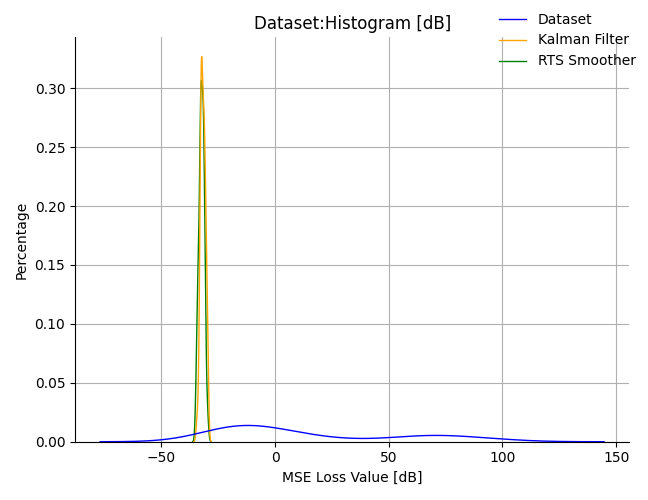 Dataset:Histogram [dB]
Dataset
Kalman Filter
RTS Smoother
Percentage
0.30
0.25
0.20
0.15
0.10
0.05
0.00
−50
0
50
100
150
MSE Loss Value [dB]